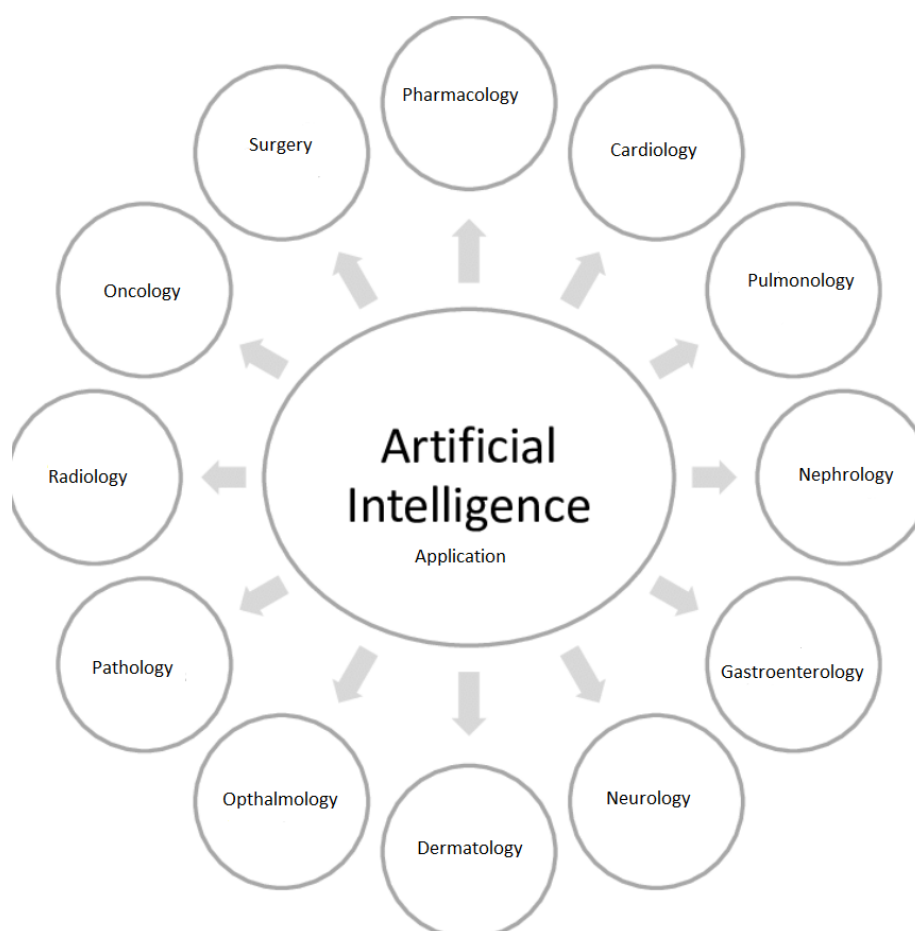 Pharmacology
Surgery
Cardiology
Oncology
Pulmonology
Artificial
Intelligence
Application
Radiology
Nephrology
Pathology
Gastroenterology
Opthalmology
Neurology
Dermatology